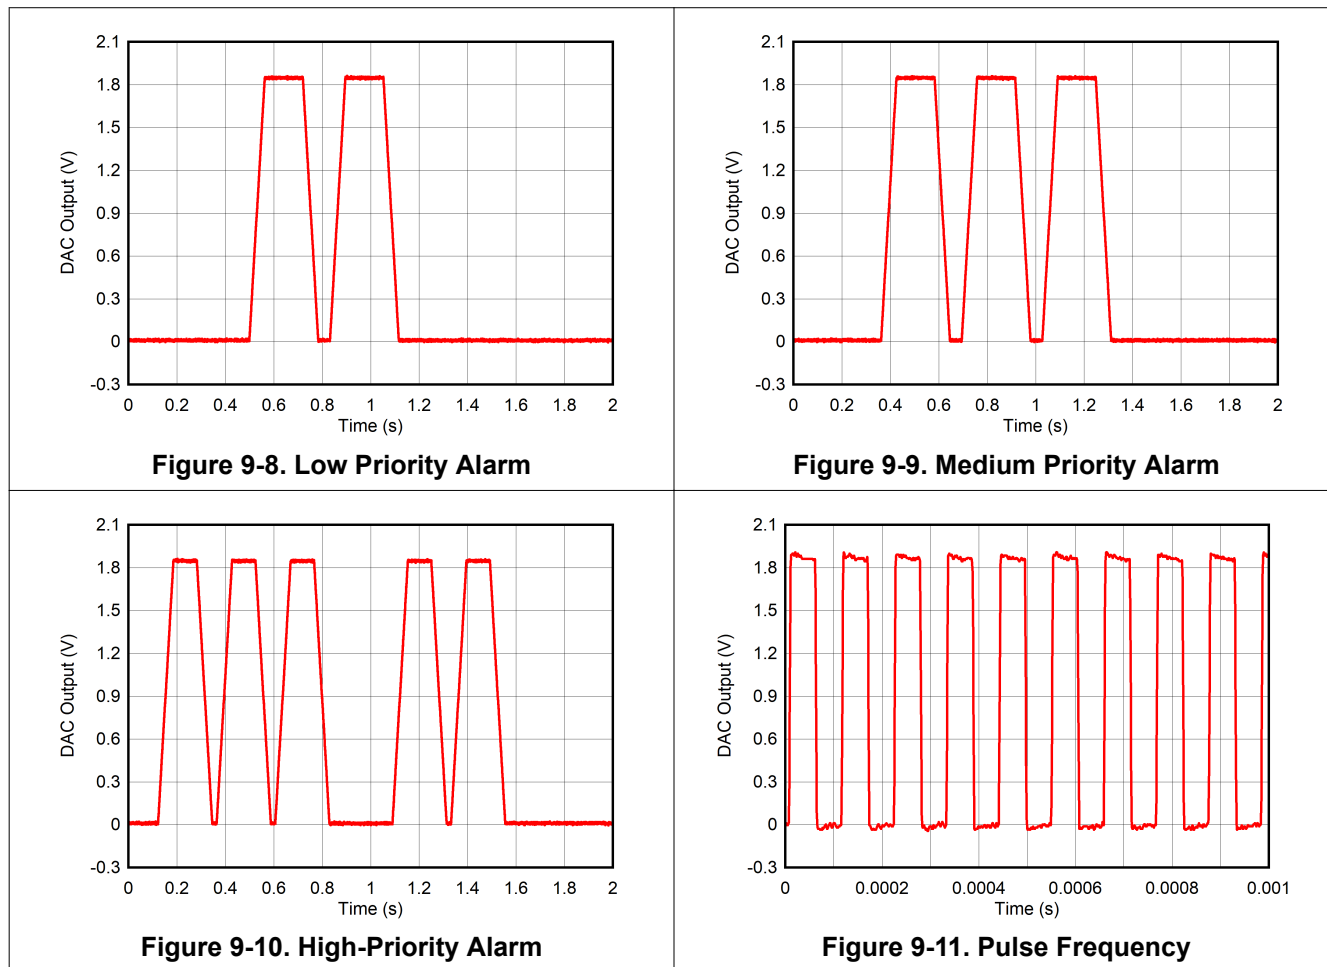 2.1
1.8
1.5
1.2
0.9
0.6
0.3
0
-0.3
DAC Output (V)
0 0.2 0.4 0.6 0.8 1 1.2 1.4 1.6 1.8 2
Time (s)
Figure 9-8. Low Priority Alarm
2.1
1.8
1.5
1.2
0.9
0.6
0.3
0
-0.3
DAC Output (V)
0 0.2 0.4 0.6 0.8 1 1.2 1.4 1.6 1.8 2
Time (s)
Figure 9-9. Medium Priority Alarm
2.1
1.8
1.5
1.2
0.9
0.6
0.3
0
-0.3
DAC Output (V)
0 0.2 0.4 0.6 0.8 1 1.2 1.4 1.6 1.8 2
Time (s)
Figure 9-10. High-Priority Alarm
2.1
1.8
1.5
1.2
0.9
0.6
0.3
0
-0.3
DAC Output (V)
0 0.0002 0.0004 0.0006 0.0008 0.001
Time (s)
Figure 9-11. Pulse Frequency